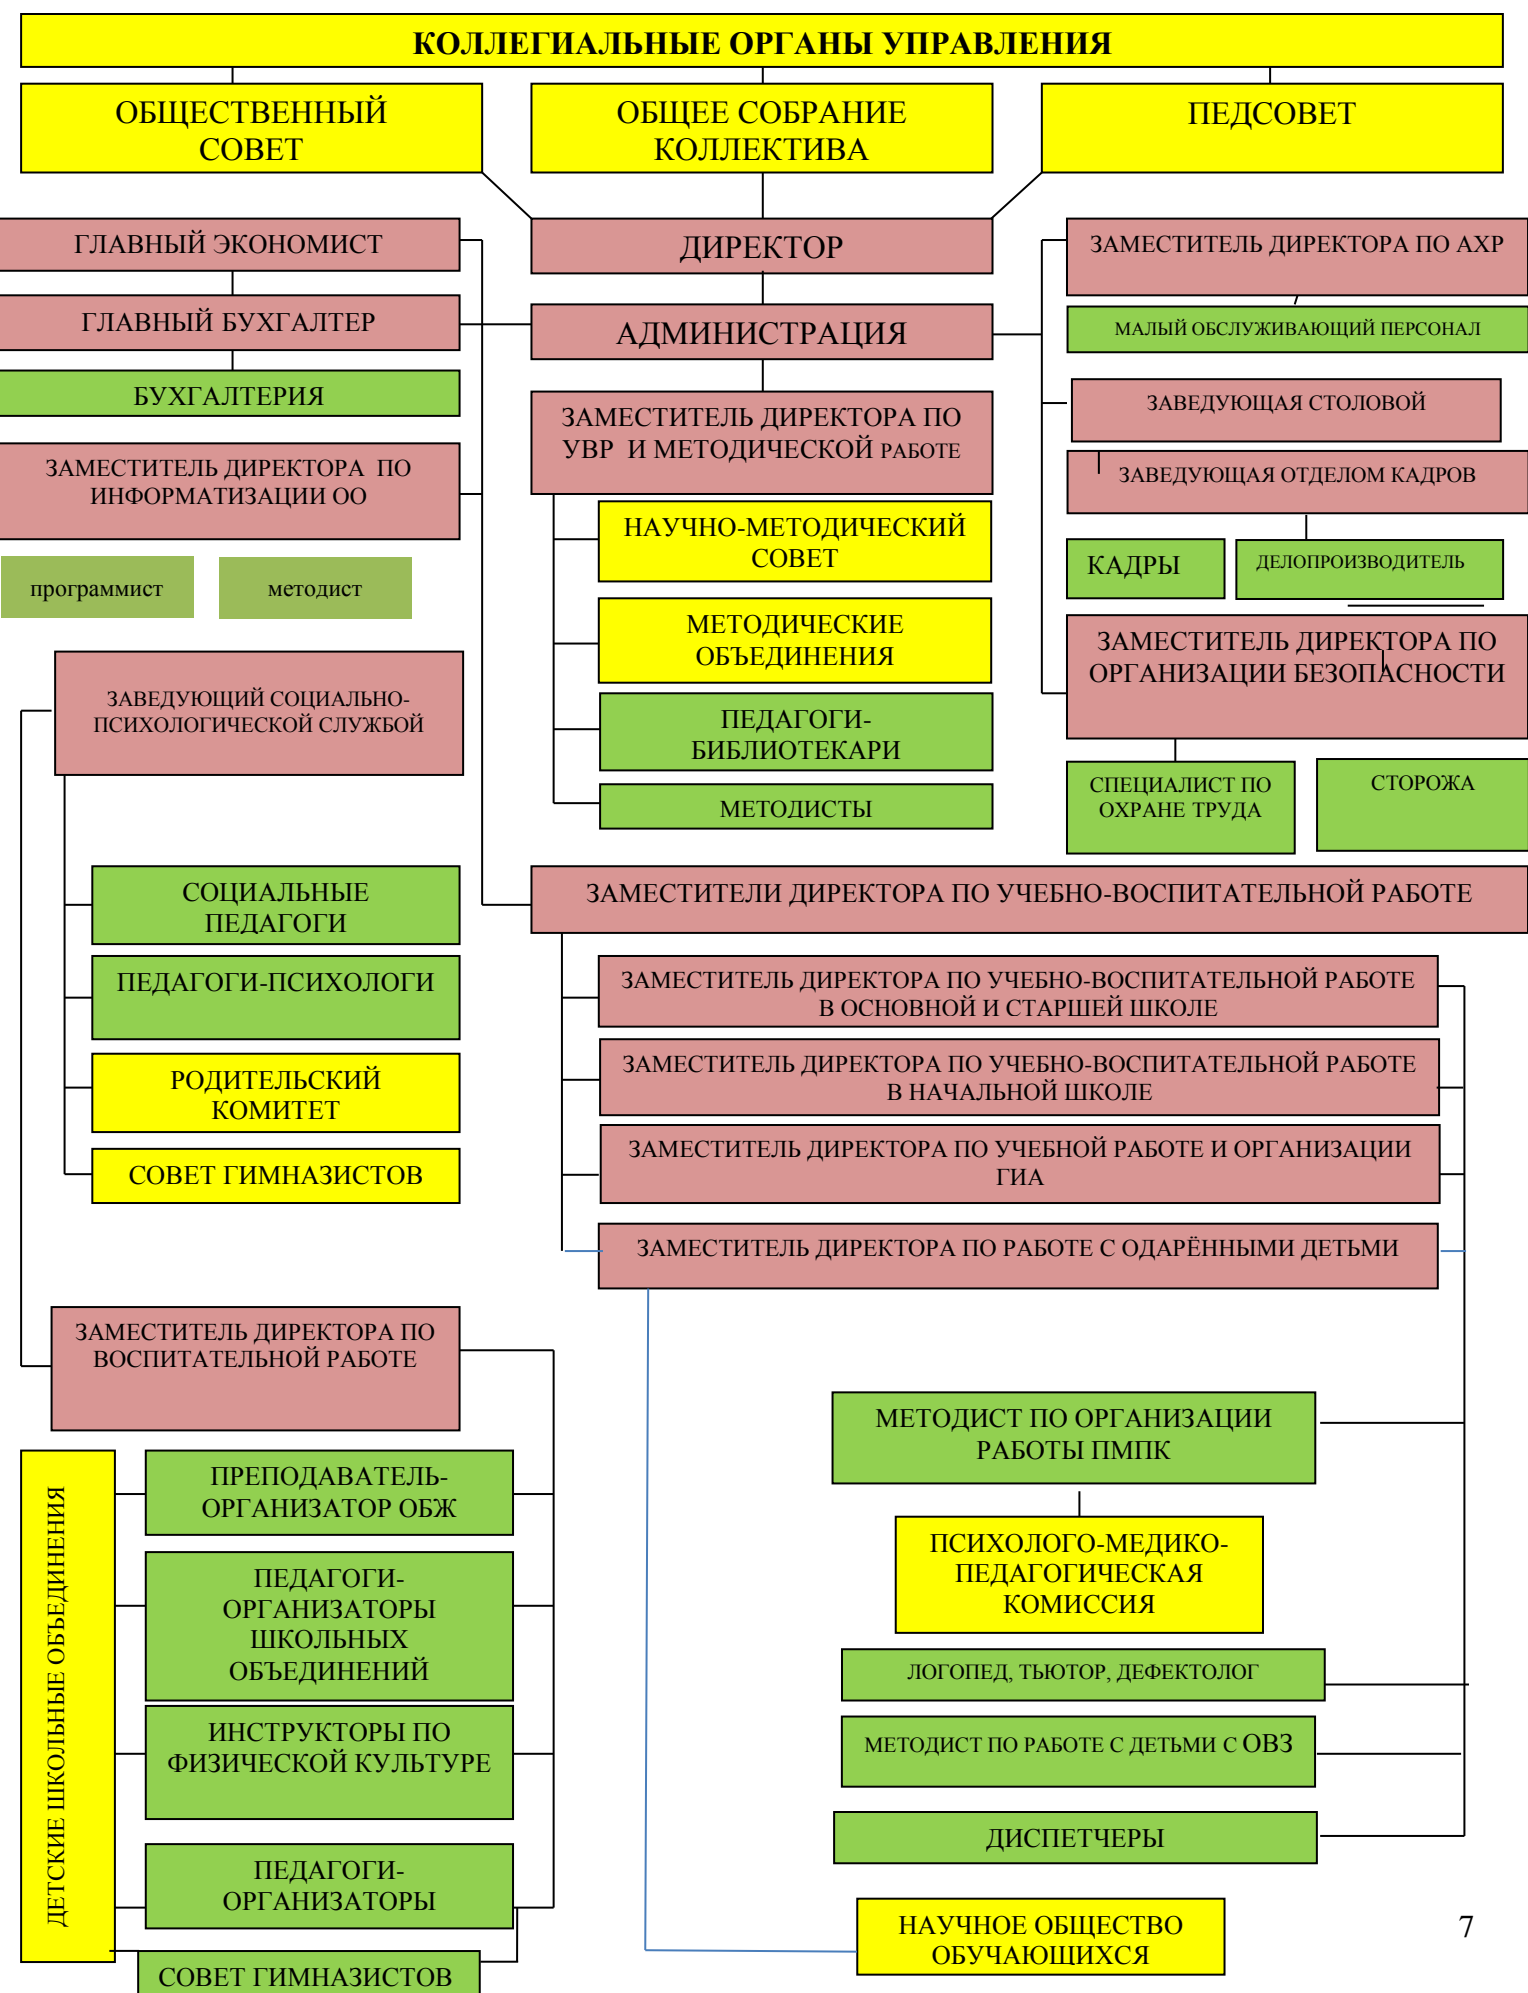 КОЛЛЕГИАЛЬНЫЕ ОРГАНЫ УПРАВЛЕНИЯ
ОБЩЕСТВЕННЫЙ
СОВЕТ
ОБЩЕЕ СОБРАНИЕ
КОЛЛЕКТИВА
ПЕДСОВЕТ
ГЛАВНЫЙ ЭКОНОМИСТ
ДИРЕКТОР
ЗАМЕСТИТЕЛЬ ДИРЕКТОРА ПО АХР
ГЛАВНЫЙ БУХГАЛТЕР
АДМИНИСТРАЦИЯ
МАЛЫЙ ОБСЛУЖИВАЮЩИЙ ПЕРСОНАЛ
БУХГАЛТЕРИЯ
ЗАМЕСТИТЕЛЬ ДИРЕКТОРА ПО
УВР И МЕТОДИЧЕСКОЙ РАБОТЕ
ЗАВЕДУЮЩАЯ СТОЛОВОЙ
ЗАМЕСТИТЕЛЬ ДИРЕКТОРА ПО
ИНФОРМАТИЗАЦИИ ОО
ЗАВЕДУЮЩАЯ ОТДЕЛОМ КАДРОВ
НАУЧНО-МЕТОДИЧЕСКИЙ
СОВЕТ
КАДРЫ
ДЕЛОПРОИЗВОДИТЕЛЬ
программист
методист
МЕТОДИЧЕСКИЕ
ОБЪЕДИНЕНИЯ
ЗАМЕСТИТЕЛЬ ДИРЕКТОРА ПО
ОРГАНИЗАЦИИ БЕЗОПАСНОСТИ
ЗАВЕДУЮЩИЙ СОЦИАЛЬНО-
ПСИХОЛОГИЧЕСКОЙ СЛУЖБОЙ
ПЕДАГОГИ-
БИБЛИОТЕКАРИ
МЕТОДИСТЫ
СПЕЦИАЛИСТ ПО
ОХРАНЕ ТРУДА
СТОРОЖА
СОЦИАЛЬНЫЕ
ПЕДАГОГИ
ЗАМЕСТИТЕЛИ ДИРЕКТОРА ПО УЧЕБНО-ВОСПИТАТЕЛЬНОЙ РАБОТЕ
ПЕДАГОГИ-ПСИХОЛОГИ
ЗАМЕСТИТЕЛЬ ДИРЕКТОРА ПО УЧЕБНО-ВОСПИТАТЕЛЬНОЙ РАБОТЕ
В ОСНОВНОЙ И СТАРШЕЙ ШКОЛЕ
РОДИТЕЛЬСКИЙ
КОМИТЕТ
ЗАМЕСТИТЕЛЬ ДИРЕКТОРА ПО УЧЕБНО-ВОСПИТАТЕЛЬНОЙ РАБОТЕ
В НАЧАЛЬНОЙ ШКОЛЕ
СОВЕТ ГИМНАЗИСТОВ
ЗАМЕСТИТЕЛЬ ДИРЕКТОРА ПО УЧЕБНОЙ РАБОТЕ И ОРГАНИЗАЦИИ
ГИА
ЗАМЕСТИТЕЛЬ ДИРЕКТОРА ПО РАБОТЕ С ОДАРЁННЫМИ ДЕТЬМИ
ЗАМЕСТИТЕЛЬ ДИРЕКТОРА ПО
ВОСПИТАТЕЛЬНОЙ РАБОТЕ
МЕТОДИСТ ПО ОРГАНИЗАЦИИ
РАБОТЫ ПМПК
ДЕТСКИЕ ШКОЛЬНЫЕ ОБЪЕДИНЕНИЯ
ПРЕПОДАВАТЕЛЬ-
ОРГАНИЗАТОР ОБЖ
ПСИХОЛОГО-МЕДИКО-
ПЕДАГОГИЧЕСКАЯ
КОМИССИЯ
ПЕДАГОГИ-
ОРГАНИЗАТОРЫ
ШКОЛЬНЫХ
ОБЪЕДИНЕНИЙ
ЛОГОПЕД, ТЬЮТОР, ДЕФЕКТОЛОГ
ИНСТРУКТОРЫ ПО
ФИЗИЧЕСКОЙ КУЛЬТУРЕ
МЕТОДИСТ ПО РАБОТЕ С ДЕТЬМИ С ОВЗ
ДИСПЕТЧЕРЫ
ПЕДАГОГИ-
ОРГАНИЗАТОРЫ
НАУЧНОЕ ОБЩЕСТВО
ОБУЧАЮЩИХСЯ
7
СОВЕТ ГИМНАЗИСТОВ